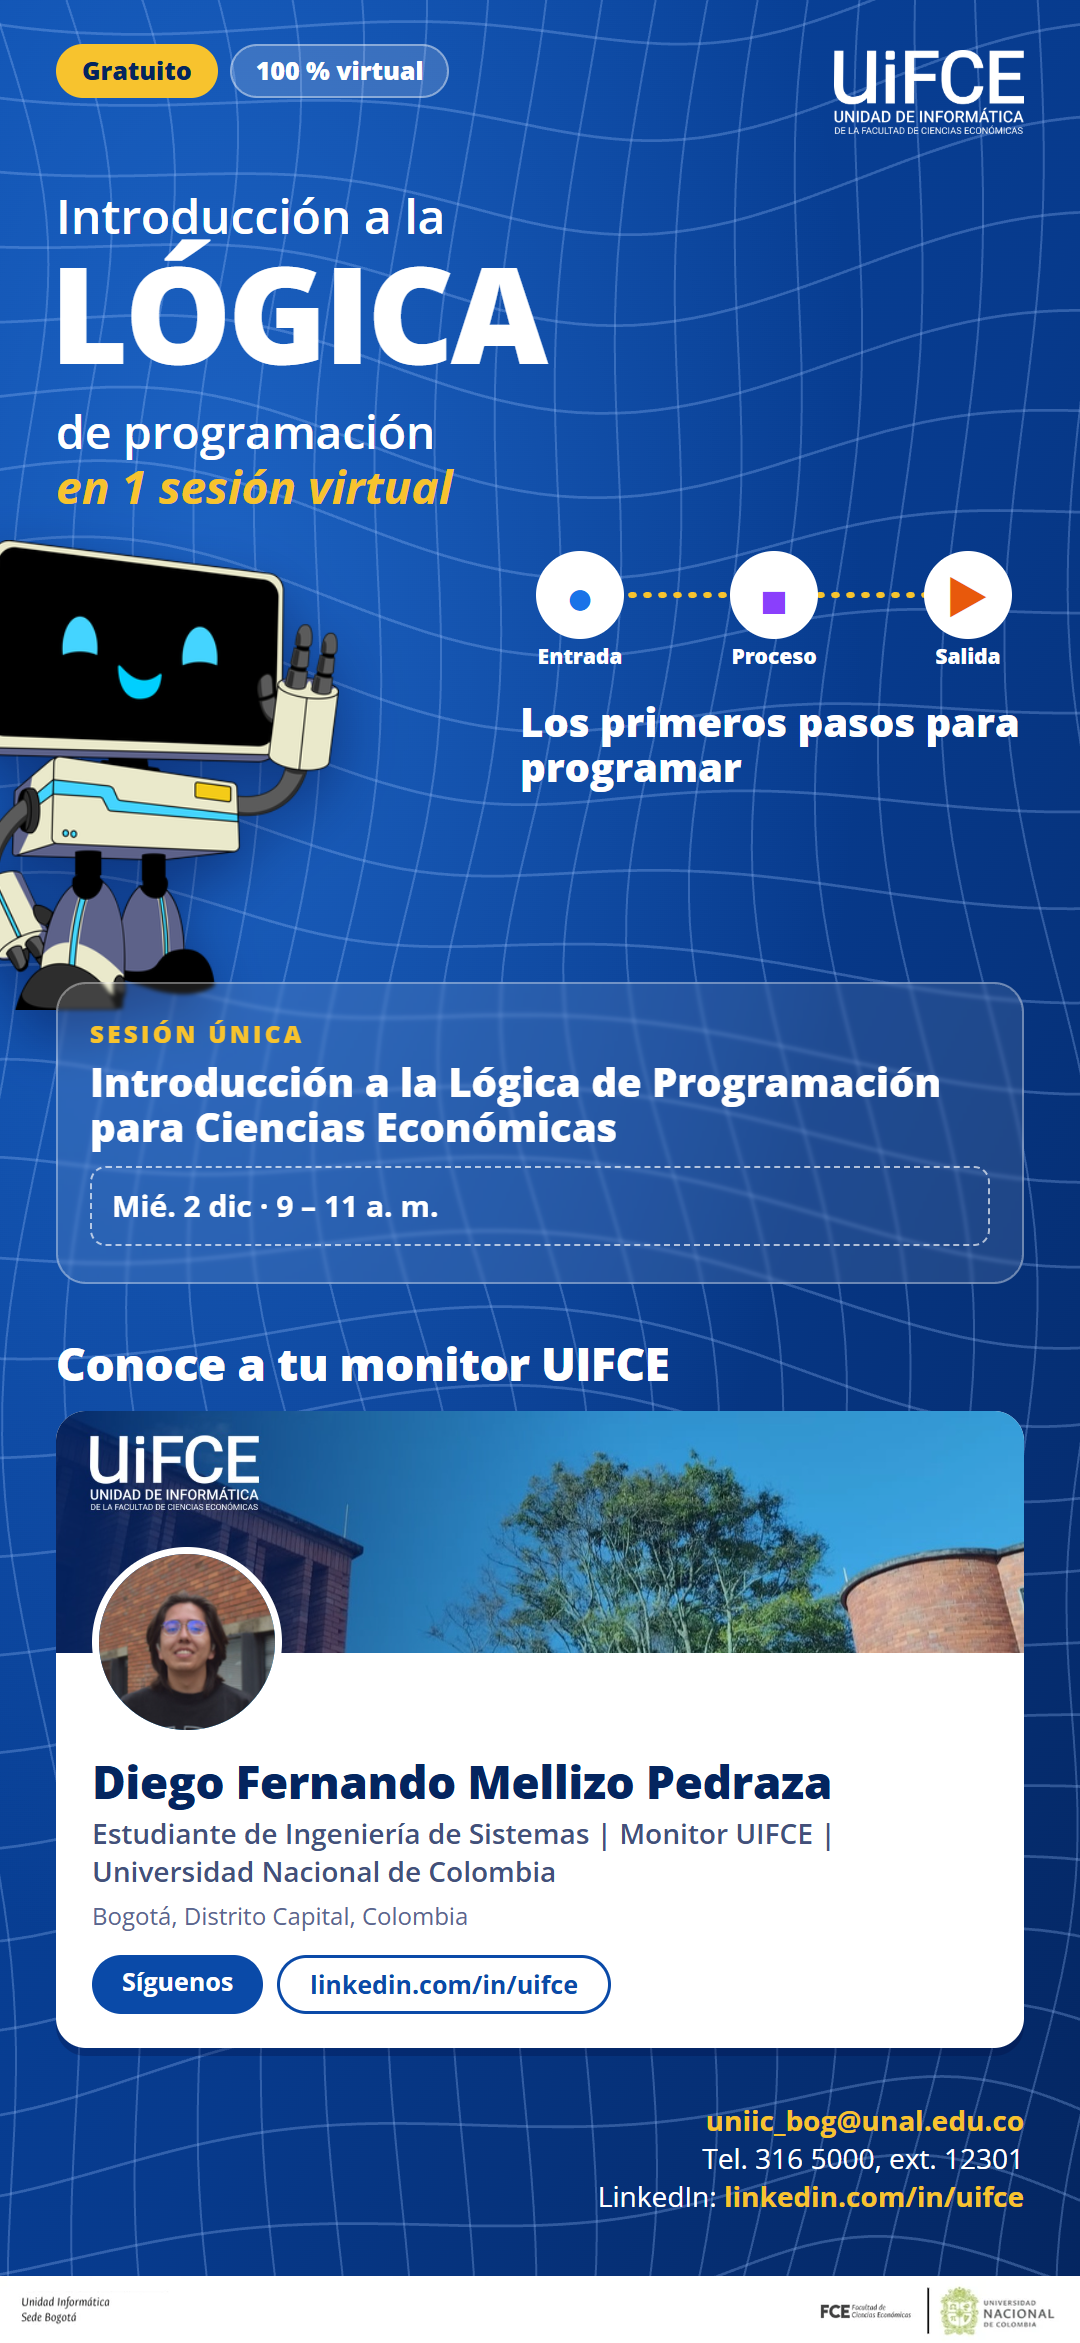 Gratuito
100 % virtual
UiFCE
UNIDAD DE INFORMÁTICA
DE LA FACULTAD DE CIENCIAS ECONÓMICAS
Introducción a la
LÓGICA
de programación
en 1 sesión virtual
Entrada
Proceso
Salida
Los primeros pasos para
programar
SESIÓN ÚNICA
Introducción a la Lógica de Programación
para Ciencias Económicas
Mié. 2 dic · 9 – 11 a. m.
Conoce a tu monitor UIFCE
UiFCE
UNIDAD DE INFORMÁTICA
DE LA FACULTAD DE CIENCIAS ECONÓMICAS
Diego Fernando Mellizo Pedraza
Estudiante de Ingeniería de Sistemas | Monitor UIFCE |
Universidad Nacional de Colombia
Bogotá, Distrito Capital, Colombia
Síguenos
linkedin.com/in/uifce
uniic_bog@unal.edu.co
Tel. 316 5000, ext. 12301
LinkedIn: linkedin.com/in/uifce
Unidad Informática
Sede Bogotá
FCE
Facultad de
Ciencias Económicas
UNIVERSIDAD
NACIONAL
DE COLOMBIA